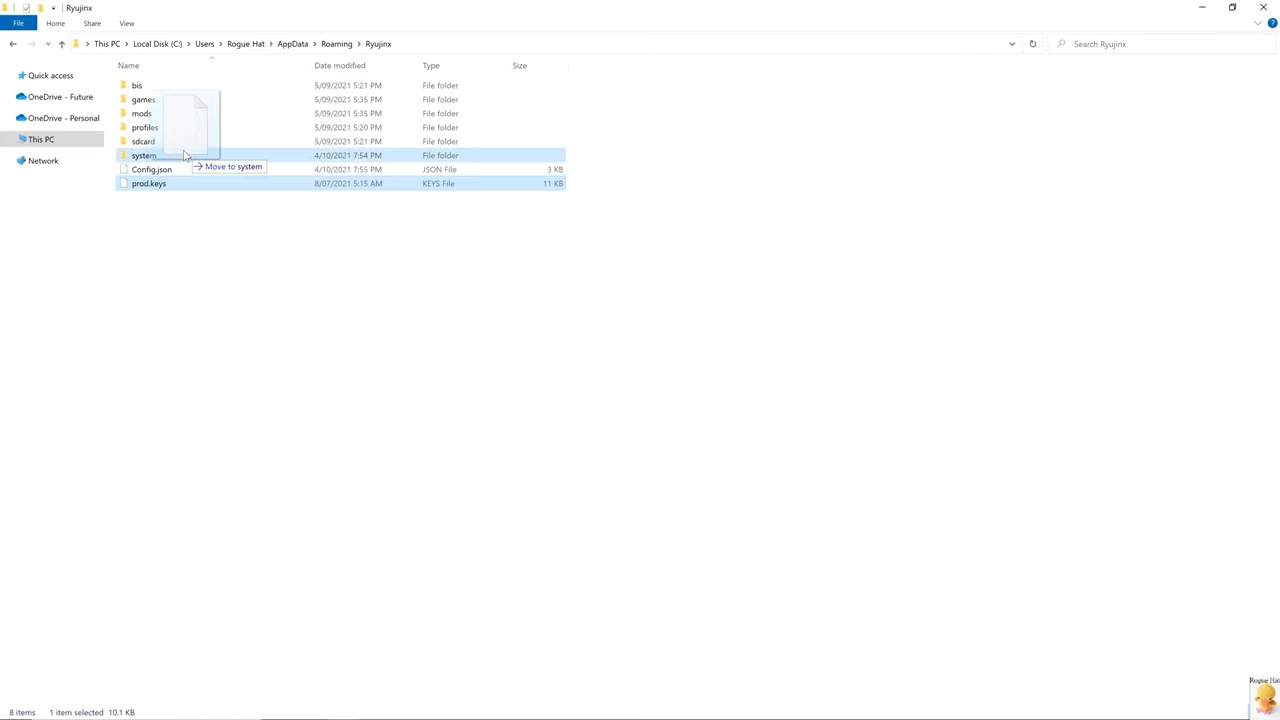 Ryujinx
File Home Share View
This PC Local Disk (C:) Users Rogue Hat AppData Roaming Ryujinx Search Ryujinx
Name Date modified Type Size
Quick access
OneDrive - Future
OneDrive - Personal
This PC
Network
bis 5/09/2021 5:21 PM File folder
games 5/09/2021 5:35 PM File folder
mods 5/09/2021 5:35 PM File folder
profiles 5/09/2021 5:20 PM File folder
sdcard 5/09/2021 5:21 PM File folder
system 4/10/2021 7:54 PM File folder
Move to system
Config.json 4/10/2021 7:55 PM JSON File 3 KB
prod.keys 8/07/2021 5:15 AM KEYS File 11 KB
8 items 1 item selected 10.1 KB
Rogue Hat